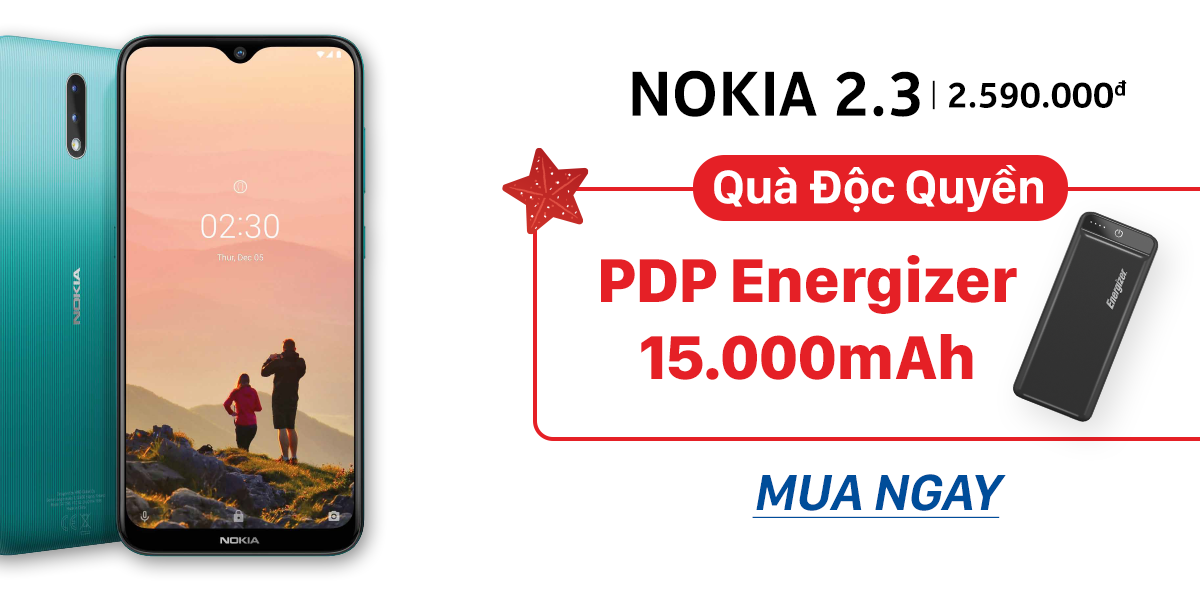 NOKIA 2.3 | 2.590.000đ
Quà Độc Quyền
PDP Energizer
15.000mAh
MUA NGAY
Energizer
02:30
Thur, Dec 05
NOKIA
NOKIA